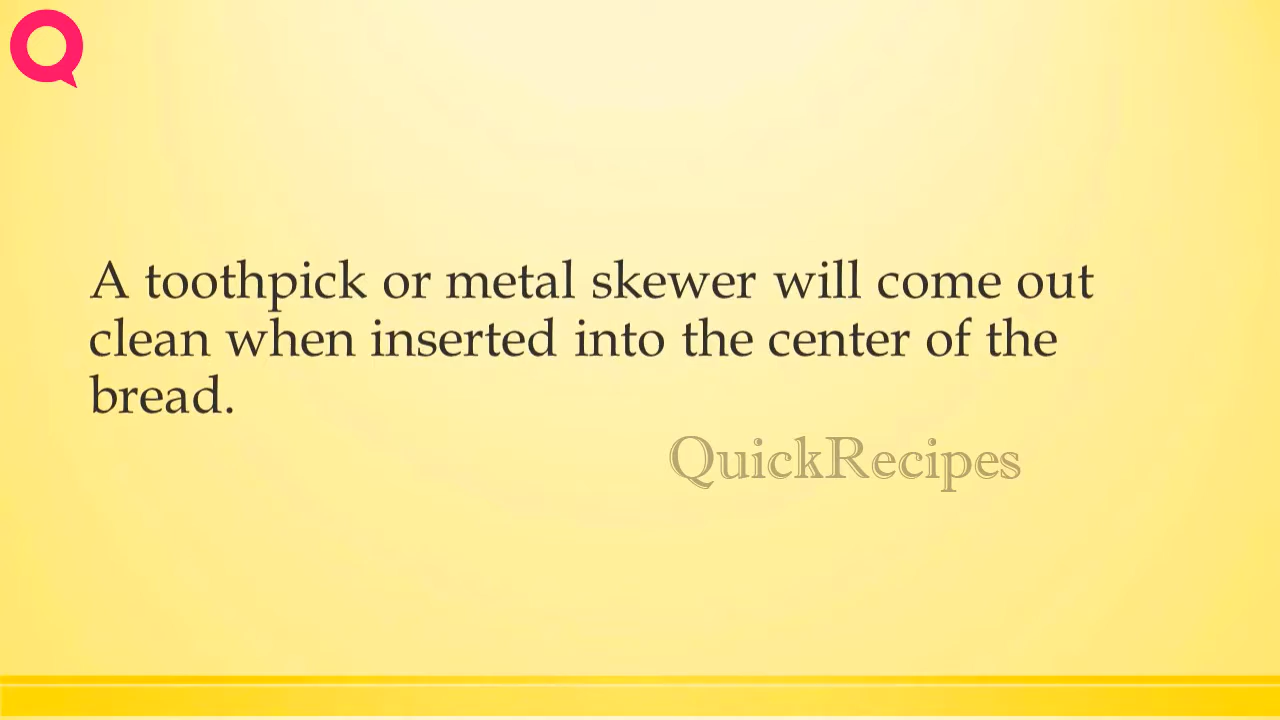 A toothpick or metal skewer will come out
clean when inserted into the center of the
bread.
QuickRecipes